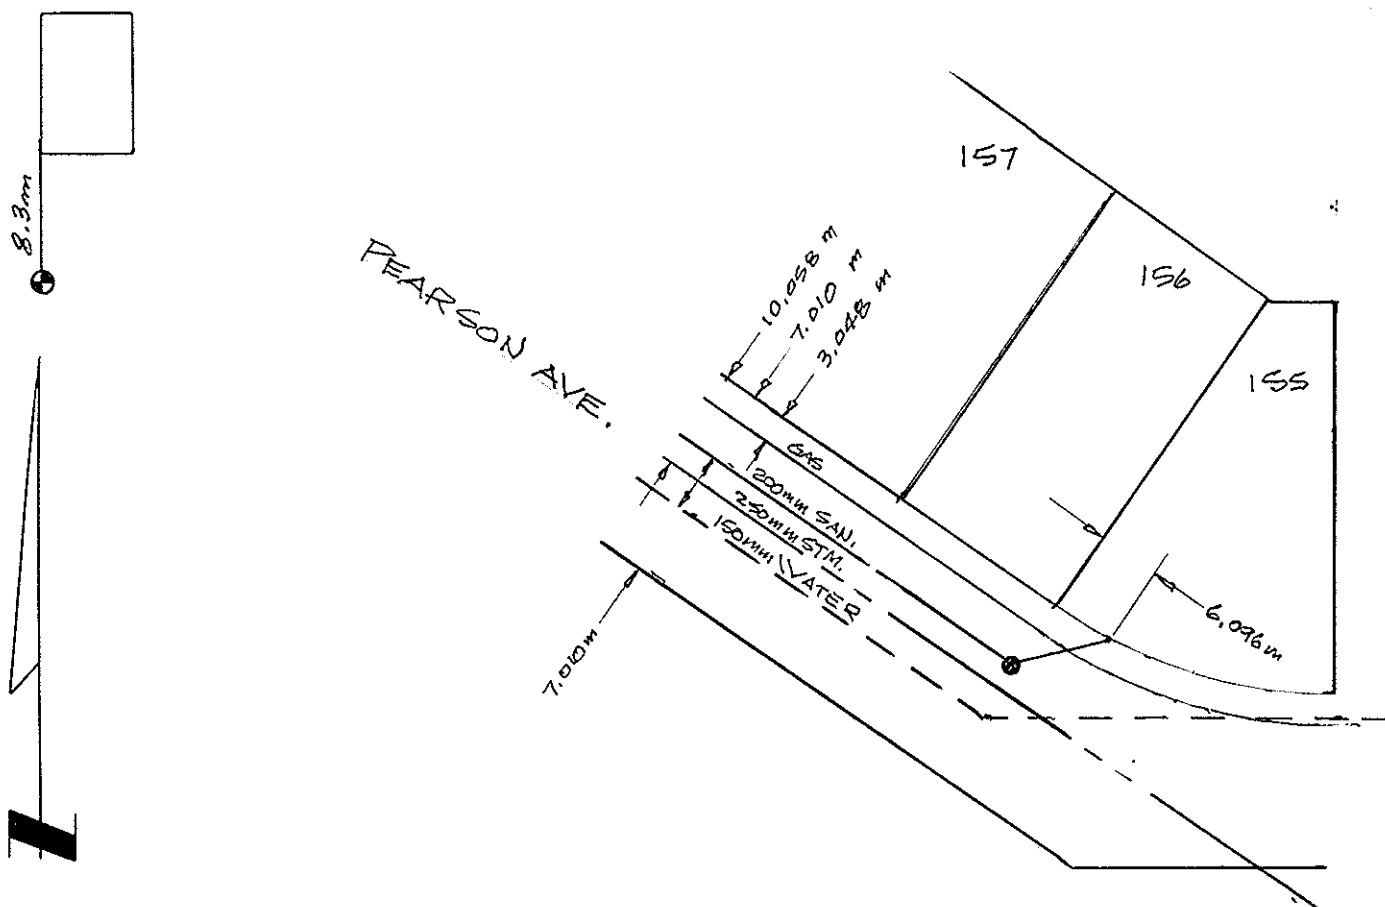 8.3m
157
156
155
PEARSON AVE.
10.058 m
7.010 m
3.048 m
GAS
200mm SAN.
250mm STM.
150mm WATER
6.096m
7.010m
N